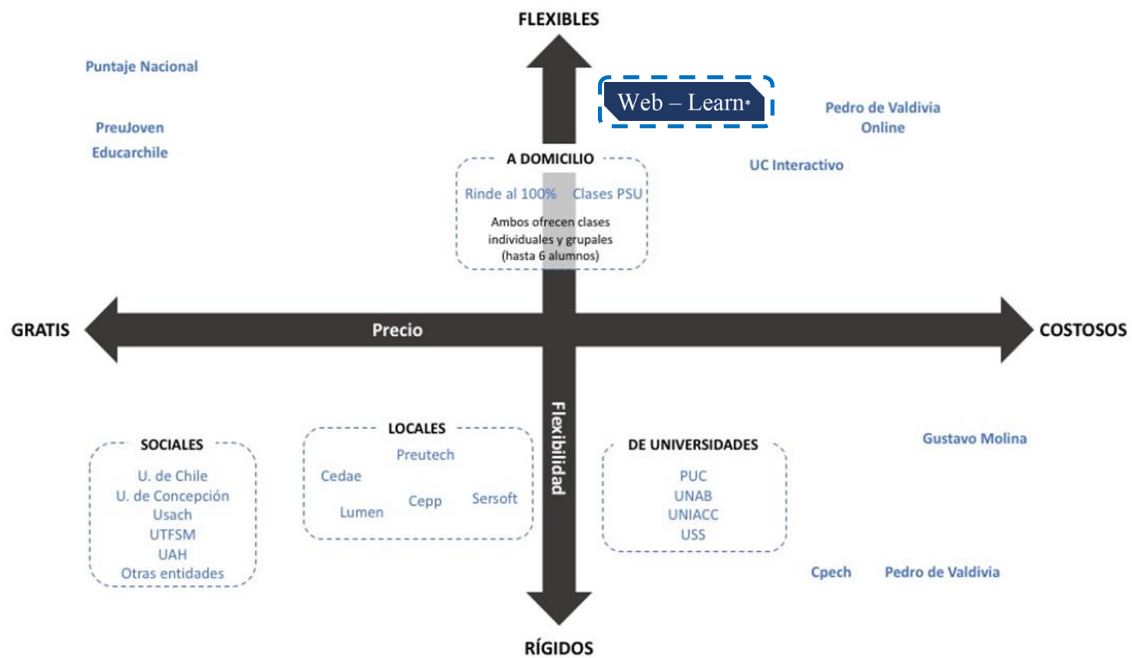 FLEXIBLES
Puntaje Nacional
Web – Learn*
PreuJoven
Educarchile
Pedro de Valdivia
Online
UC Interactivo
A DOMICILIO
Rinde al 100% Clases PSU
Ambos ofrecen clases
individuales y grupales
(hasta 6 alumnos)
GRATIS
Precio
COSTOSOS
Flexibilidad
SOCIALES
U. de Chile
U. de Concepción
Usach
UTFSM
UAH
Otras entidades
LOCALES
Preutech
Cedae
Cepp
Sersoft
Lumen
DE UNIVERSIDADES
PUC
UNAB
UNIACC
USS
Gustavo Molina
Cpech
Pedro de Valdivia
RÍGIDOS